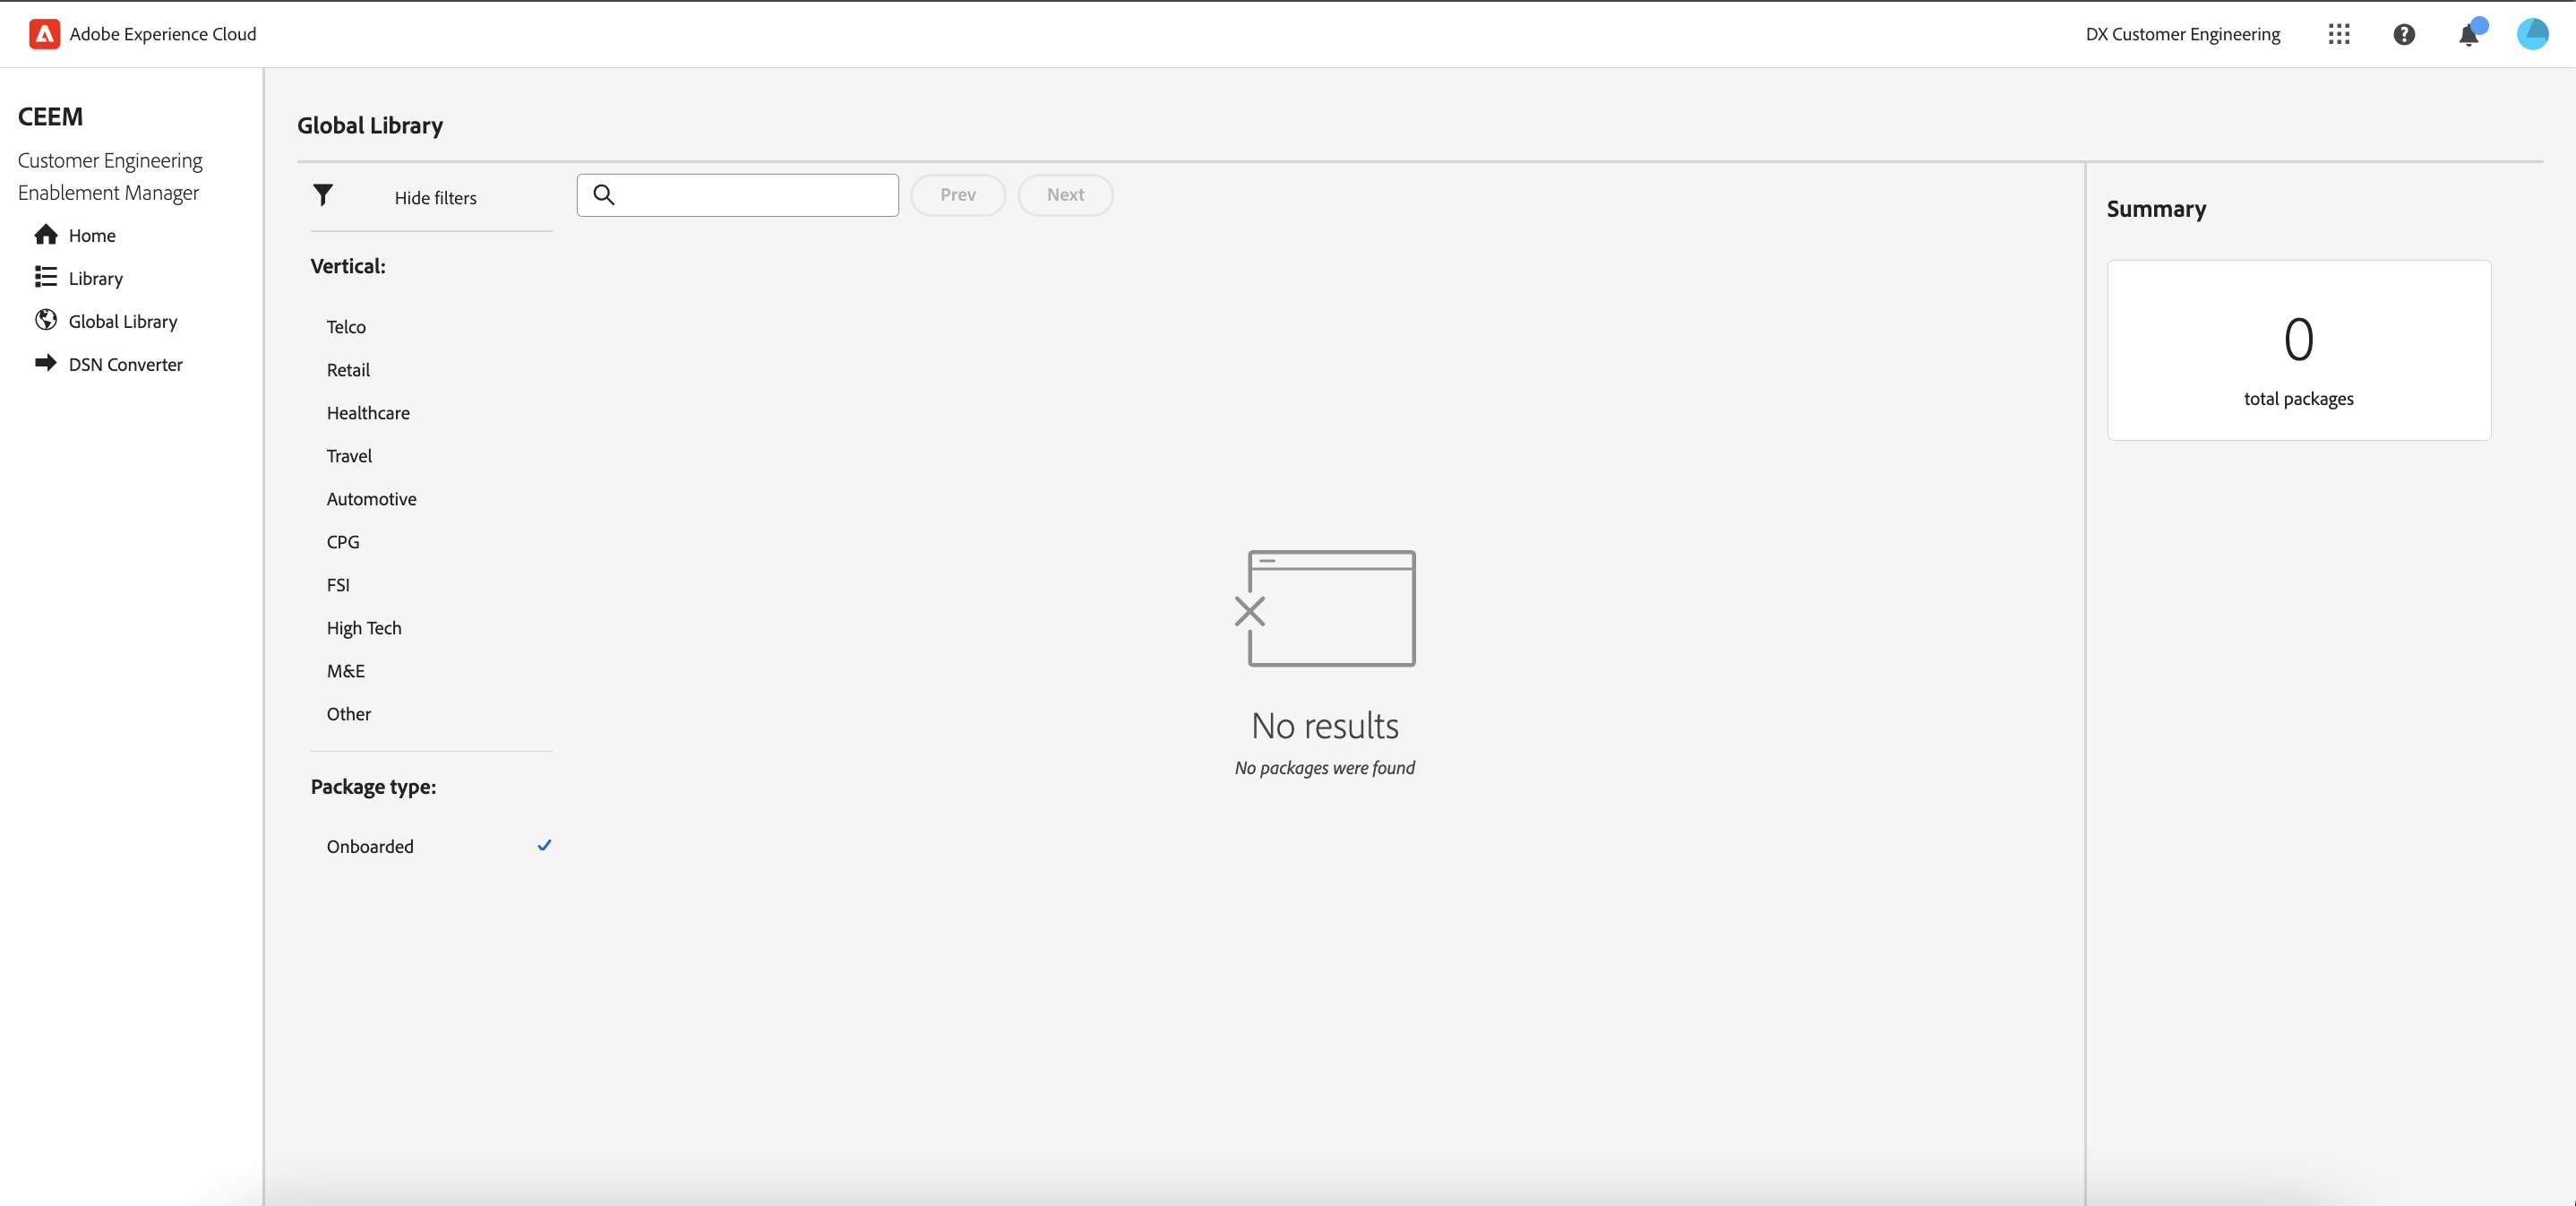 Adobe Experience Cloud
DX Customer Engineering
CEEM
Customer Engineering
Enablement Manager
Home
Library
Global Library
DSN Converter
Global Library
Hide filters
Prev
Next
Vertical:
Telco
Retail
Healthcare
Travel
Automotive
CPG
FSI
High Tech
M&E
Other
Package type:
Onboarded
No results
No packages were found
Summary
0
total packages